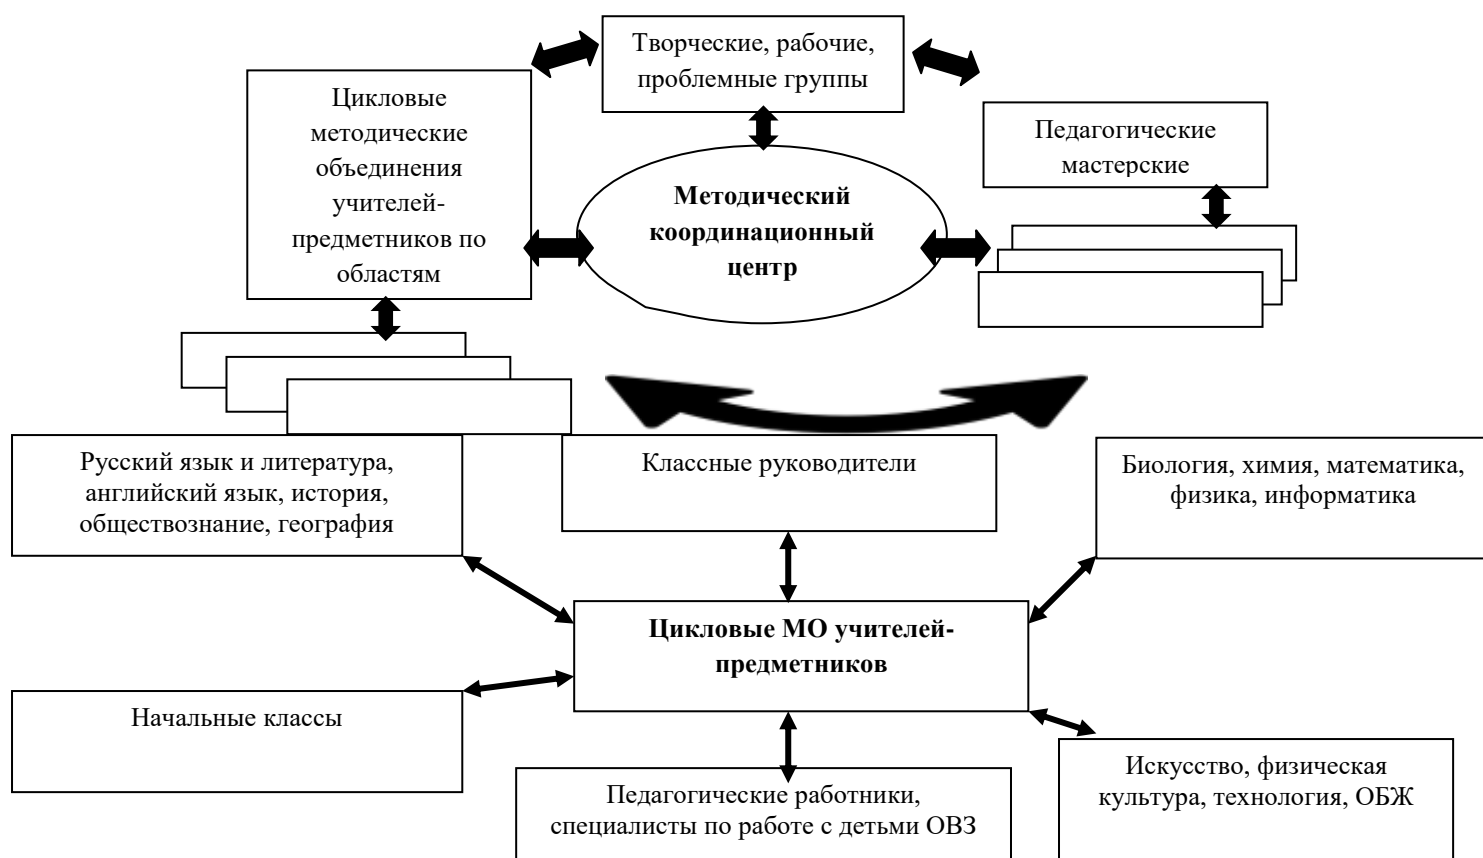 Творческие, рабочие,
проблемные группы
Цикловые
методические
объединения
учителей-
предметников по
областям
Педагогические
мастерские
Методический
координационный
центр
Русский язык и литература,
английский язык, история,
обществознание, география
Классные руководители
Биология, химия, математика,
физика, информатика
Цикловые МО учителей-
предметников
Начальные классы
Педагогические работники,
специалисты по работе с детьми ОВЗ
Искусство, физическая
культура, технология, ОБЖ